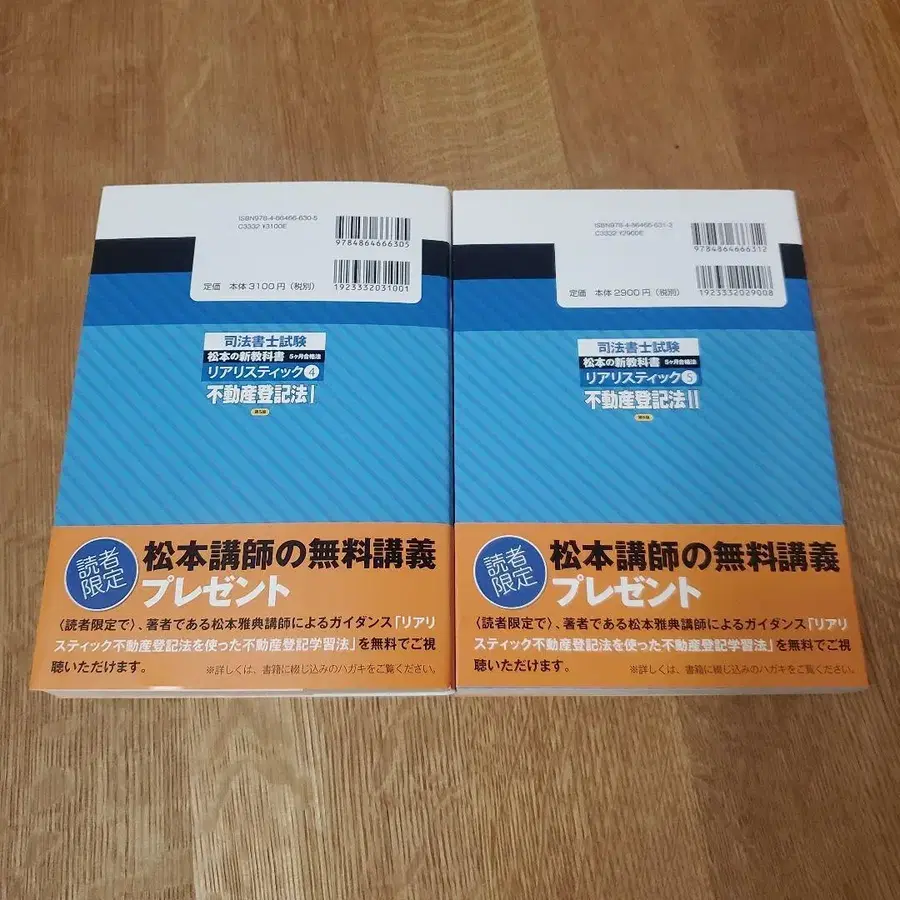 ISBN978-4-86466-630-5
C3332 ¥3100E
9784864666305
定価 本体3100円(税別)
1923332031001
司法書士試験
松本の新教科書 5ヶ月合格法
リアリスティック4
不動産登記法I
読者
限定
松本講師の無料講義
プレゼント
〈読者限定で〉、著者である松本雅典講師によるガイダンス「リアリ
スティック不動産登記法を使った不動産登記学習法」を無料でご視
聴いただけます。 ※詳しくは、書籍に綴じ込みのハガキをご覧ください。
ISBN978-4-86466-631-2
C3332 ¥2900E
9784864666312
定価 本体2900円(税別)
1923332029008
司法書士試験
松本の新教科書 5ヶ月合格法
リアリスティック5
不動産登記法II
読者
限定
松本講師の無料講義
プレゼント
〈読者限定で〉、著者である松本雅典講師によるガイダンス「リアリ
スティック不動産登記法を使った不動産登記学習法」を無料でご視
聴いただけます。 ※詳しくは、書籍に綴じ込みのハガキをご覧ください。